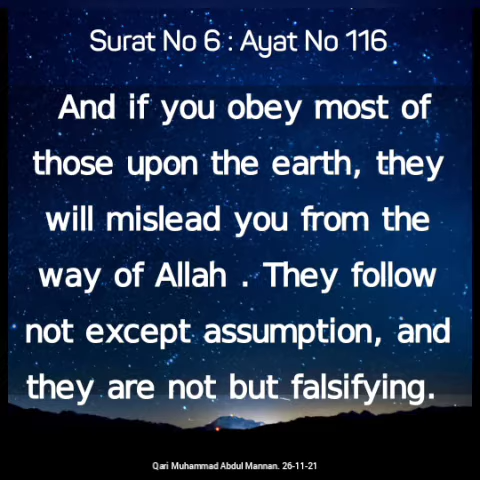 Surat No 6 : Ayat No 116
And if you obey most of
those upon the earth, they
will mislead you from the
way of Allah . They follow
not except assumption, and
they are not but falsifying.
Qari Muhammad Abdul Mannan. 26-11-21